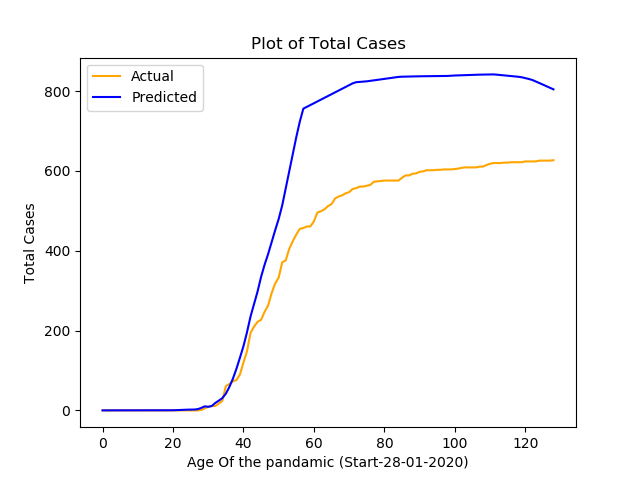 Plot of Total Cases
Actual
Predicted
Total Cases
800
600
400
200
0
0 20 40 60 80 100 120
Age Of the pandamic (Start-28-01-2020)